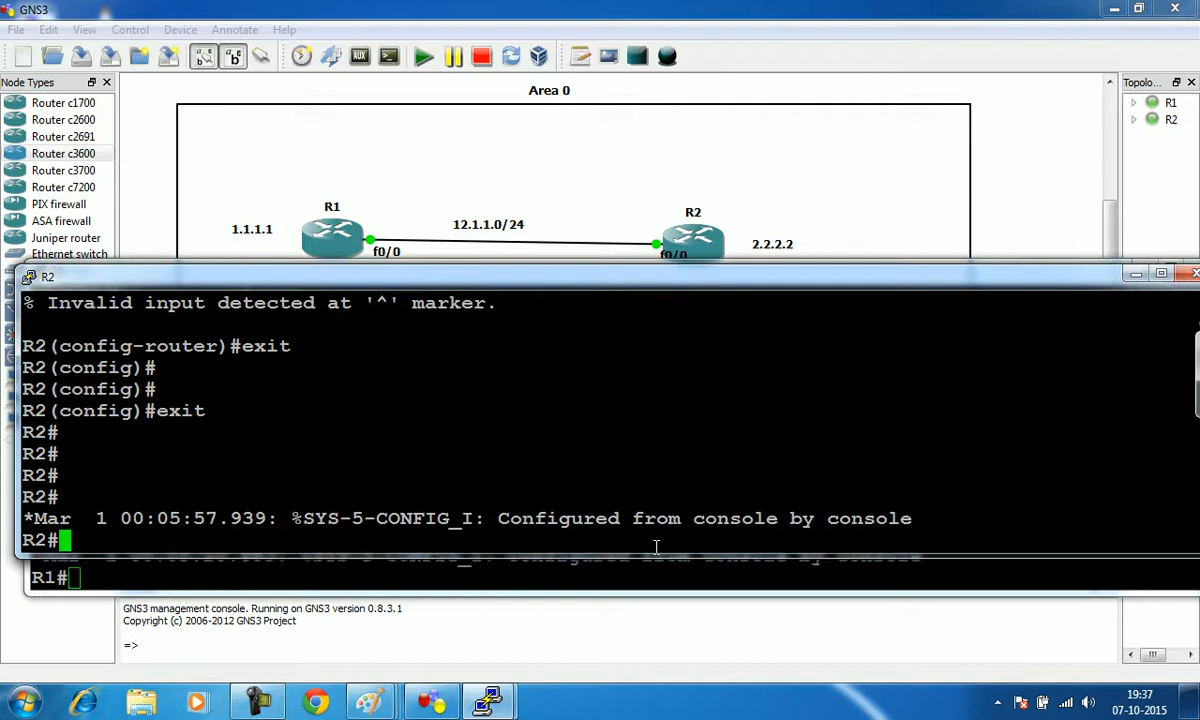 GNS3
File Edit View Control Device Annotate Help
Node Types
Router c1700
Router c2600
Router c2691
Router c3600
Router c3700
Router c7200
PIX firewall
ASA firewall
Juniper router
Ethernet switch
AUX
Area 0
R1
1.1.1.1
12.1.1.0/24
R2
2.2.2.2
f0/0
f0/0
Topolo...
R1
R2
R2
% Invalid input detected at '^' marker.
R2(config-router)#exit
R2(config)#
R2(config)#
R2(config)#exit
R2#
R2#
R2#
R2#
*Mar  1 00:05:57.939: %SYS-5-CONFIG_I: Configured from console by console
R2#
R1#
GNS3 management console. Running on GNS3 version 0.8.3.1
Copyright (c) 2006-2012 GNS3 Project
=>
19:37
07-10-2015